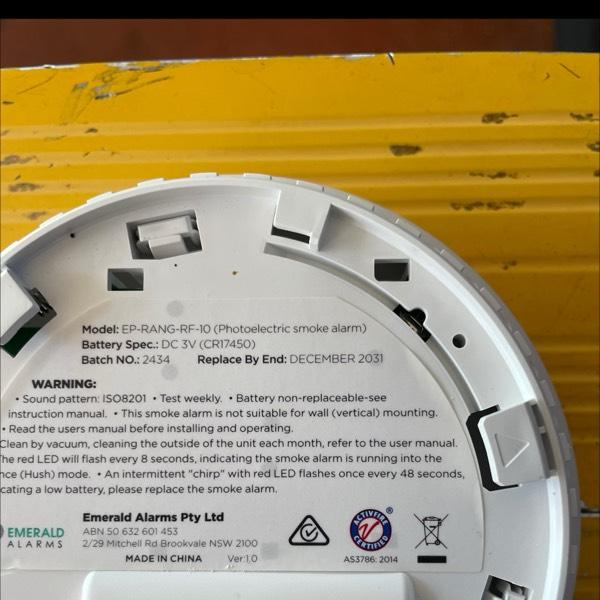 Model: EP-RANG-RF-10 (Photoelectric smoke alarm)
Battery Spec.: DC 3V (CR17450)
Batch NO.: 2434 Replace By End: DECEMBER 2031
WARNING:
• Sound pattern: ISO8201 • Test weekly. • Battery non-replaceable-see
instruction manual. • This smoke alarm is not suitable for wall (vertical) mounting.
• Read the users manual before installing and operating.
Clean by vacuum, cleaning the outside of the unit each month, refer to the user manual.
The red LED will flash every 8 seconds, indicating the smoke alarm is running into the
nce (Hush) mode. • An intermittent "chirp" with red LED flashes once every 48 seconds,
cating a low battery, please replace the smoke alarm.
EMERALD
ALARMS
Emerald Alarms Pty Ltd
ABN 50 632 601 453
2/29 Mitchell Rd Brookvale NSW 2100
MADE IN CHINA Ver:1.0
ACTIVFIRE
CERTIFIED
®
AS3786: 2014